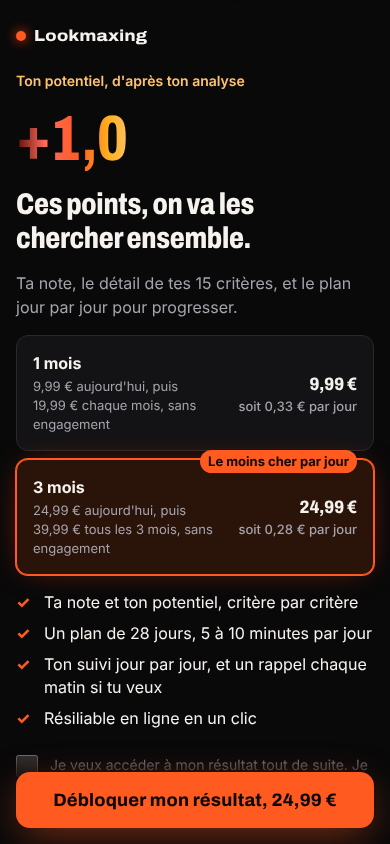 Lookmaxing
Ton potentiel, d'après ton analyse
+1,0
Ces points, on va les
chercher ensemble.
Ta note, le détail de tes 15 critères, et le plan
jour par jour pour progresser.
1 mois
9,99 € aujourd'hui, puis
19,99 € chaque mois, sans
engagement
9,99 €
soit 0,33 € par jour
Le moins cher par jour
3 mois
24,99 € aujourd'hui, puis
39,99 € tous les 3 mois, sans
engagement
24,99 €
soit 0,28 € par jour
Ta note et ton potentiel, critère par critère
Un plan de 28 jours, 5 à 10 minutes par jour
Ton suivi jour par jour, et un rappel chaque
matin si tu veux
Résiliable en ligne en un clic
Je veux accéder à mon résultat tout de suite. Je
Débloquer mon résultat, 24,99 €